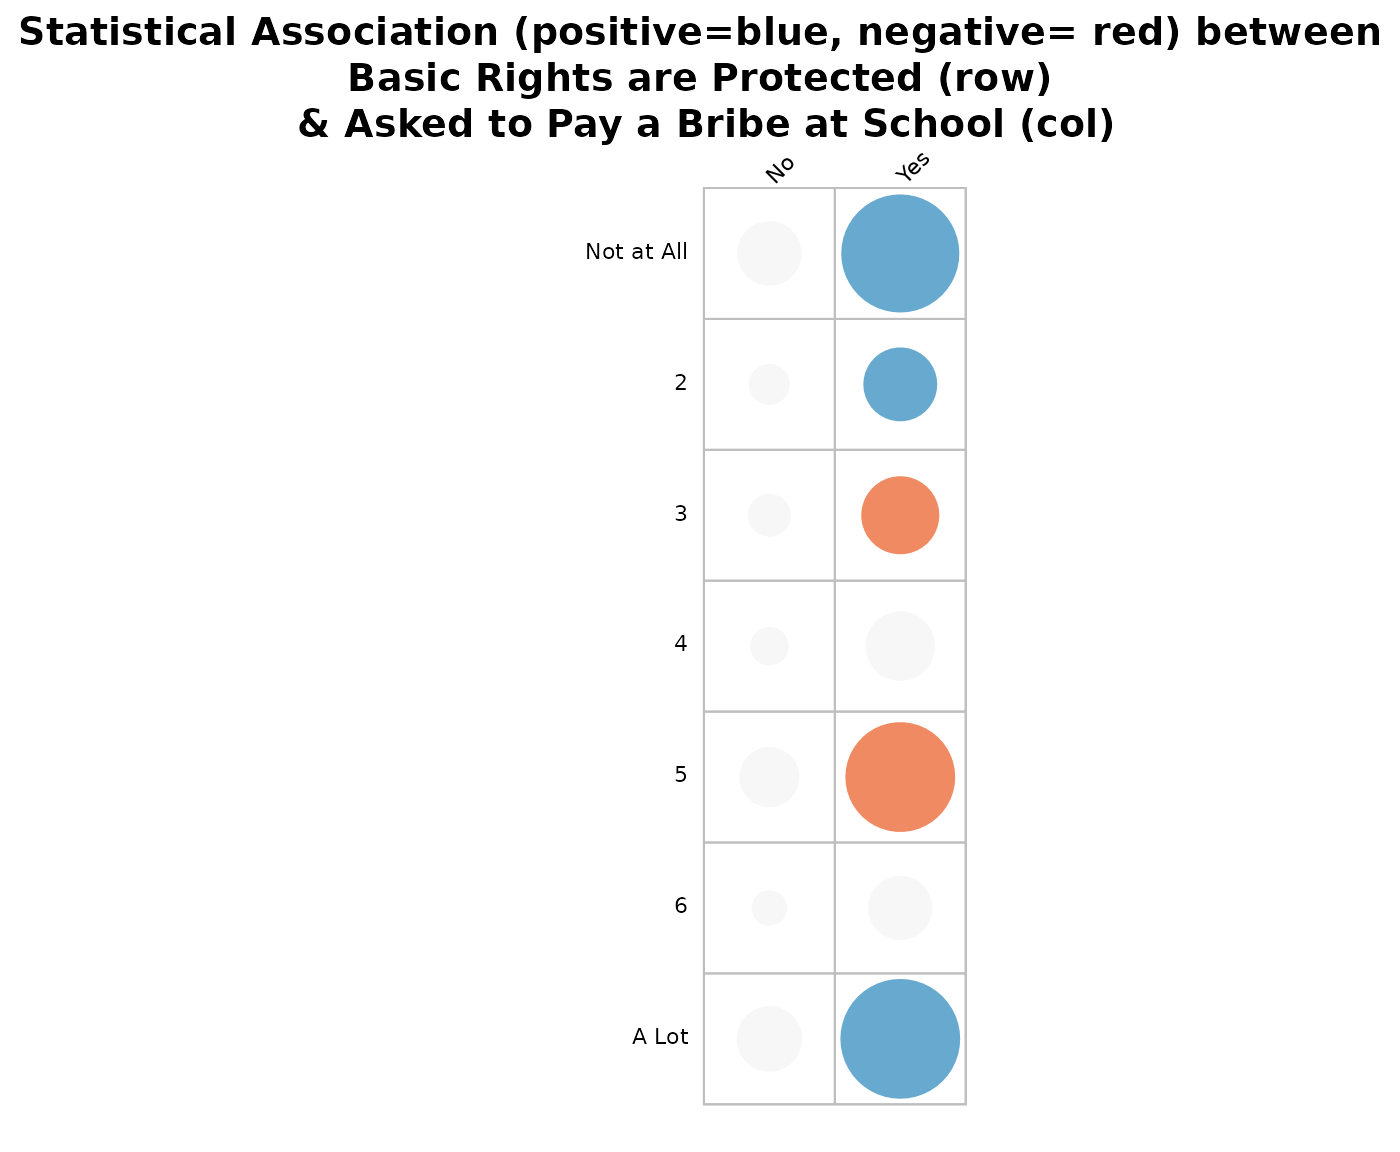 Statistical Association (positive=blue, negative= red) between
Basic Rights are Protected (row)
& Asked to Pay a Bribe at School (col)
No
Yes
Not at All
2
3
4
5
6
A Lot